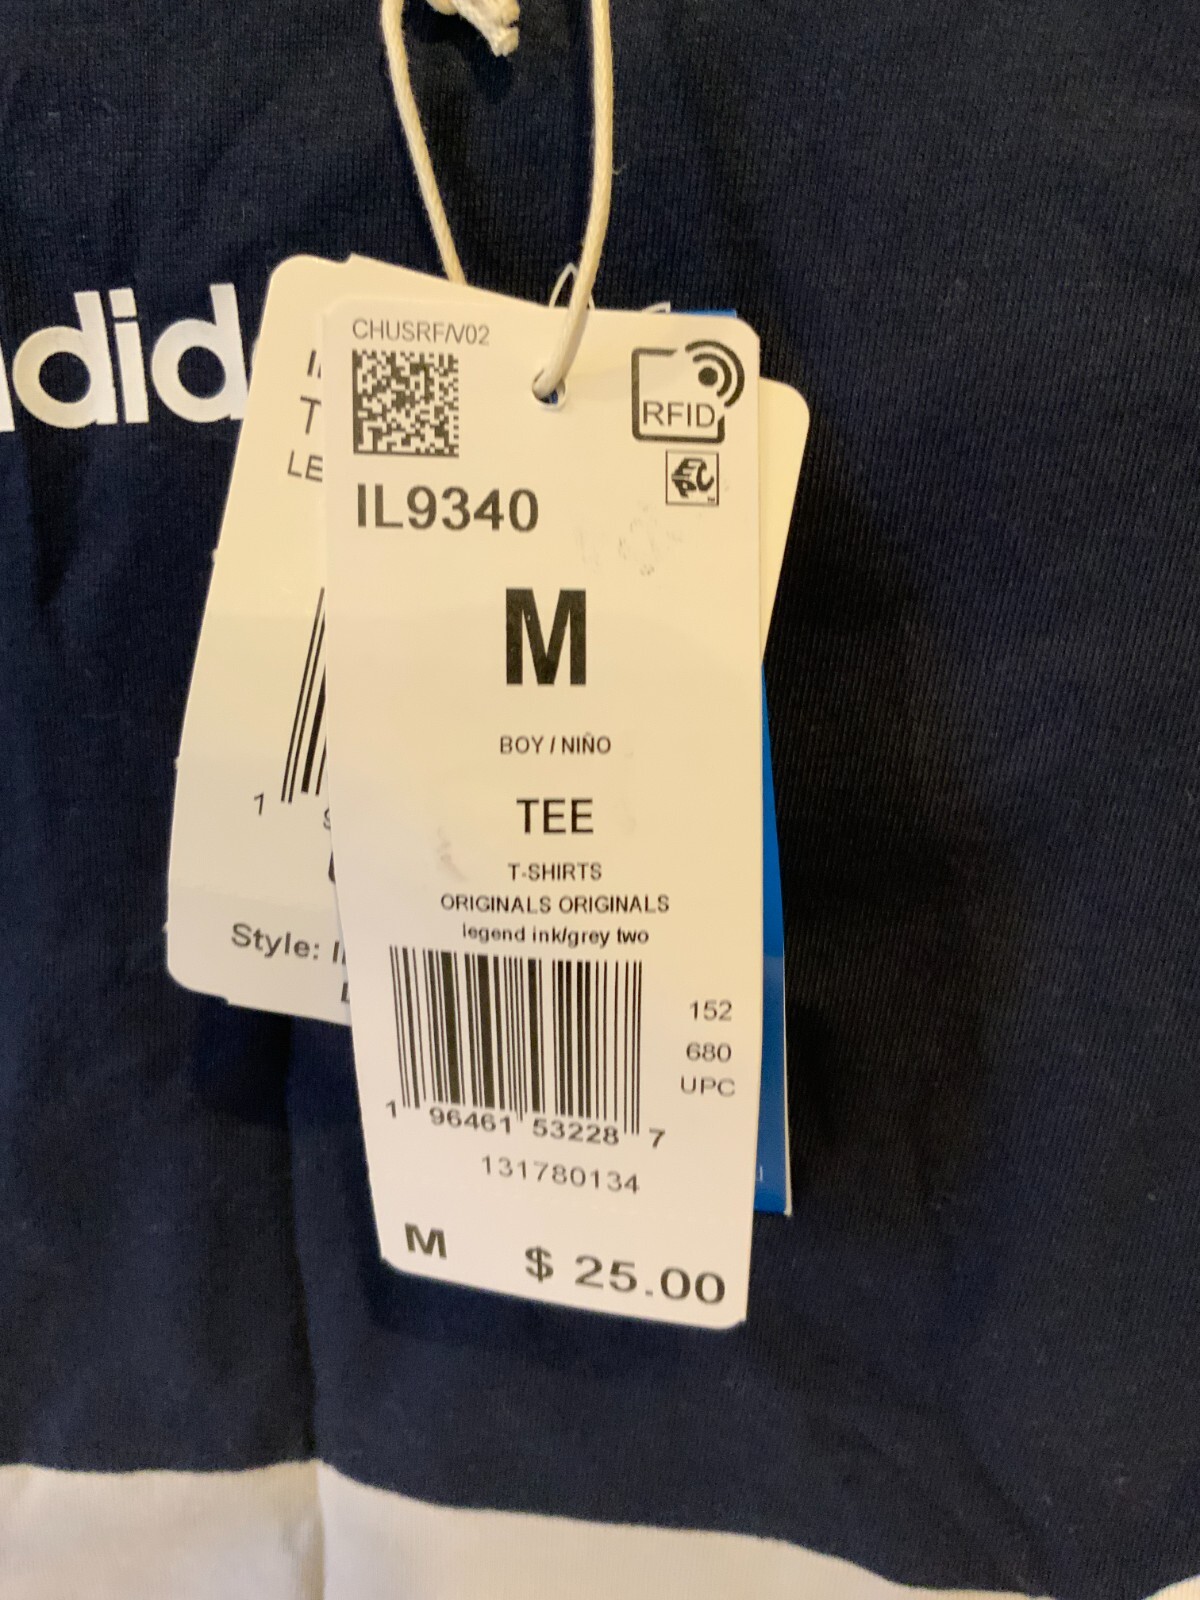 adid
CHUSRF/V02
RFID
IL9340
M
BOY / NIÑO
TEE
T-SHIRTS
ORIGINALS ORIGINALS
legend ink/grey two
152
680
UPC
1 96461 53228 7
131780134
M $ 25.00
LE
1
Style: